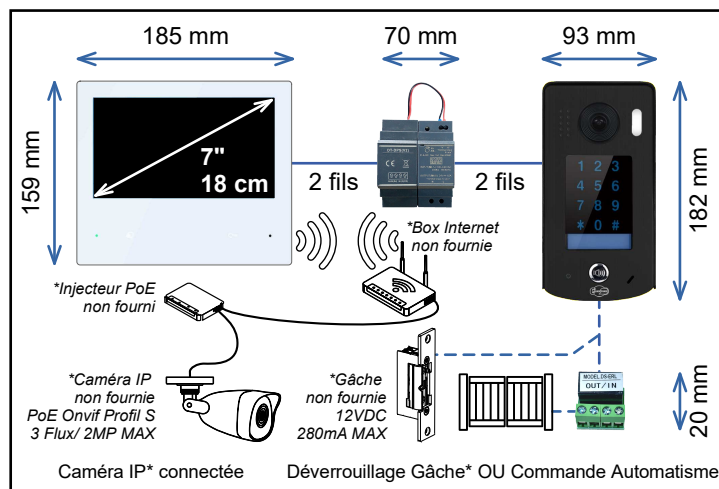 185 mm
70 mm
93 mm
159 mm
7"
18 cm
2 fils
2 fils
1 2 3
4 5 6
7 8 9
* 0 #
182 mm
*Box Internet
non fournie
*Injecteur PoE
non fourni
*Caméra IP
non fournie
PoE Onvif Profil S
3 Flux/ 2MP MAX
*Gâche
non fournie
12VDC
280mA MAX
MODEL:DS-ERL
OUT/IN
20 mm
Caméra IP* connectée
Déverrouillage Gâche* OU Commande Automatisme